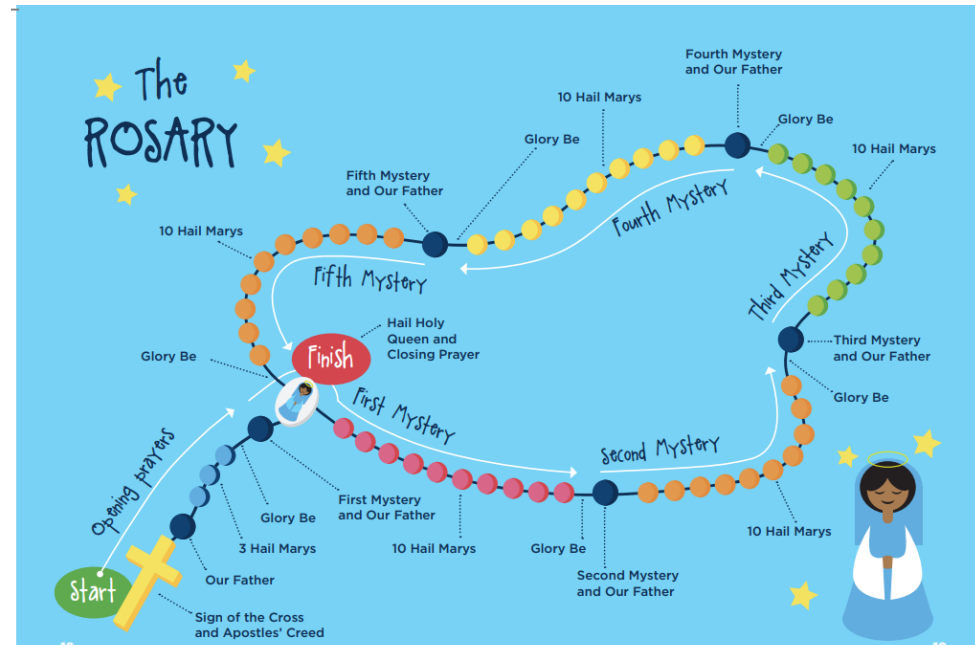 The
ROSARY
Start
Sign of the Cross
and Apostles’ Creed
Opening prayers
Our Father
3 Hail Marys
Glory Be
First Mystery
and Our Father
First Mystery
10 Hail Marys
Glory Be
Second Mystery
and Our Father
Second Mystery
10 Hail Marys
Glory Be
Third Mystery
and Our Father
Third Mystery
10 Hail Marys
Glory Be
Fourth Mystery
and Our Father
Fourth Mystery
10 Hail Marys
Glory Be
Fifth Mystery
and Our Father
Fifth Mystery
10 Hail Marys
Glory Be
Finish
Hail Holy
Queen and
Closing Prayer